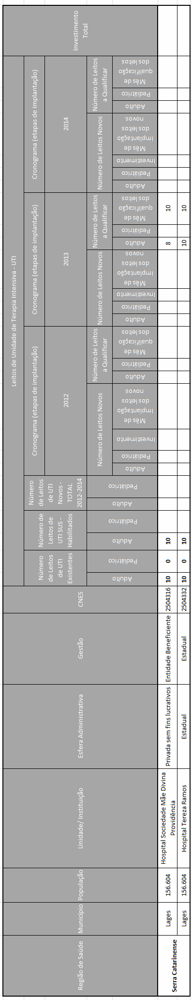 Leitos de Unidade de Terapia Intensiva - UTI
Investimento
Total
Cronograma (etapas de implantação)
Cronograma (etapas de implantação)
Cronograma (etapas de implantação)
Número
de Leitos
de UTI
Existentes
Número de
Leitos de
UTI SUS -
Habilitados
Número
de Leitos
de UTI
Novos -
TOTAL
2012-2014
2012
2013
2014
Região de Saúde
Município
População
Unidade/ Instituição
Esfera Administrativa
Gestão
CNES
Número de Leitos Novos
Número de Leitos
a Qualificar
Número de Leitos Novos
Número de Leitos
a Qualificar
Número de Leitos Novos
Número de Leitos
a Qualificar
Adulto
Pediátrico
Adulto
Pediátrico
Adulto
Pediátrico
Adulto
Pediátrico
Investimento
Mês de
Implantação
dos leitos
novos
Adulto
Pediátrico
Mês de
qualificação
dos leitos
Adulto
Pediátrico
Investimento
Mês de
Implantação
dos leitos
novos
Adulto
Pediátrico
Mês de
qualificação
dos leitos
Adulto
Pediátrico
Investimento
Mês de
Implantação
dos leitos
novos
Adulto
Pediátrico
Mês de
qualificação
dos leitos
Serra Catarinense
Lages 156.604 Hospital Sociedade Mãe Divina
Providência
Privada sem fins lucrativos Entidade Beneficiente 2504316 10 0 10 8 10
Lages 156.604 Hospital Tereza Ramos Estadual Estadual 2504332 10 0 10 10 10